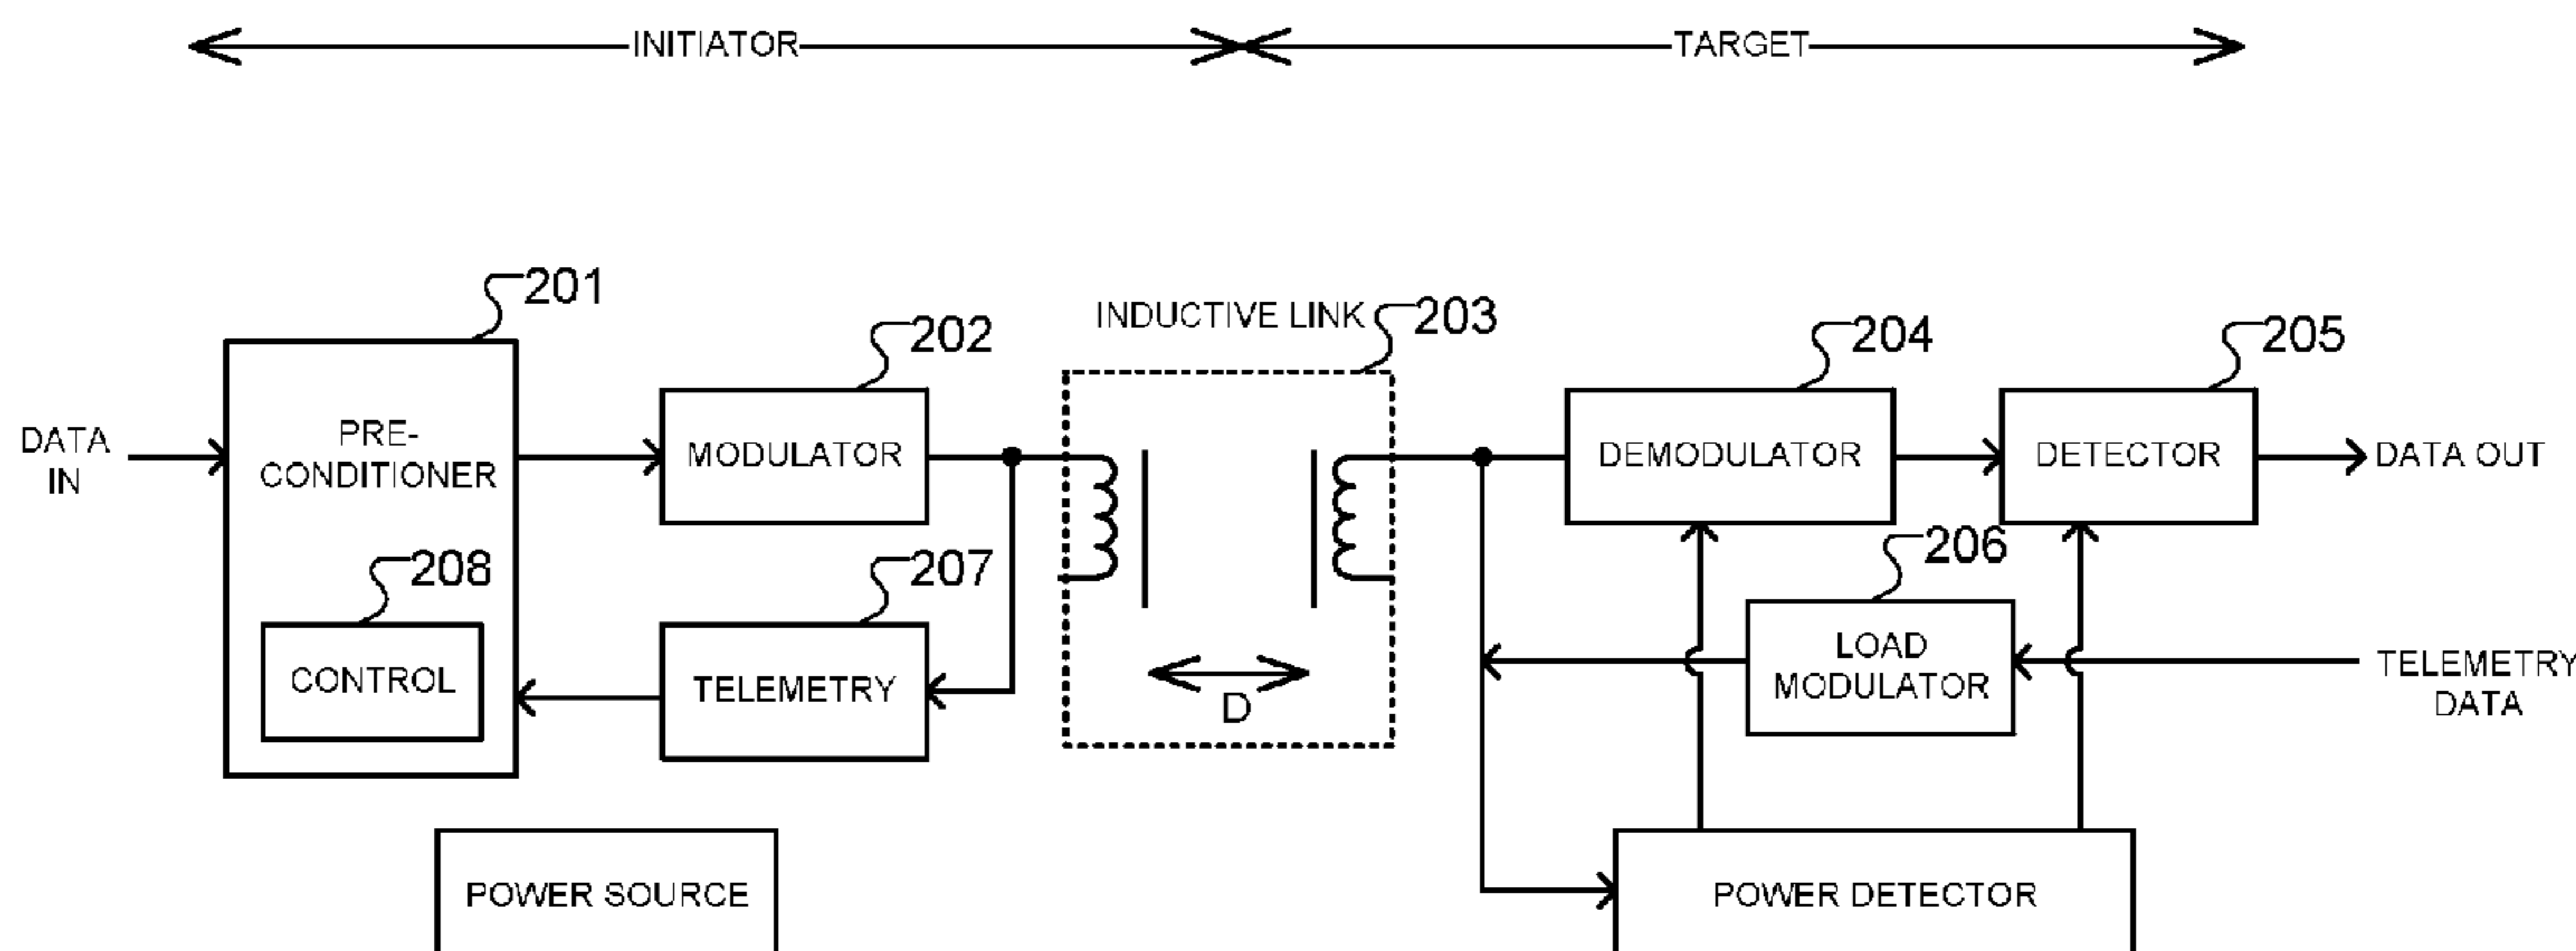 INITIATOR
TARGET
201
202
INDUCTIVE LINK
203
204
205
DATA
IN
PRE-
CONDITIONER
MODULATOR
DEMODULATOR
DETECTOR
DATA OUT
208
207
206
CONTROL
TELEMETRY
D
LOAD
MODULATOR
TELEMETRY
DATA
POWER SOURCE
POWER DETECTOR